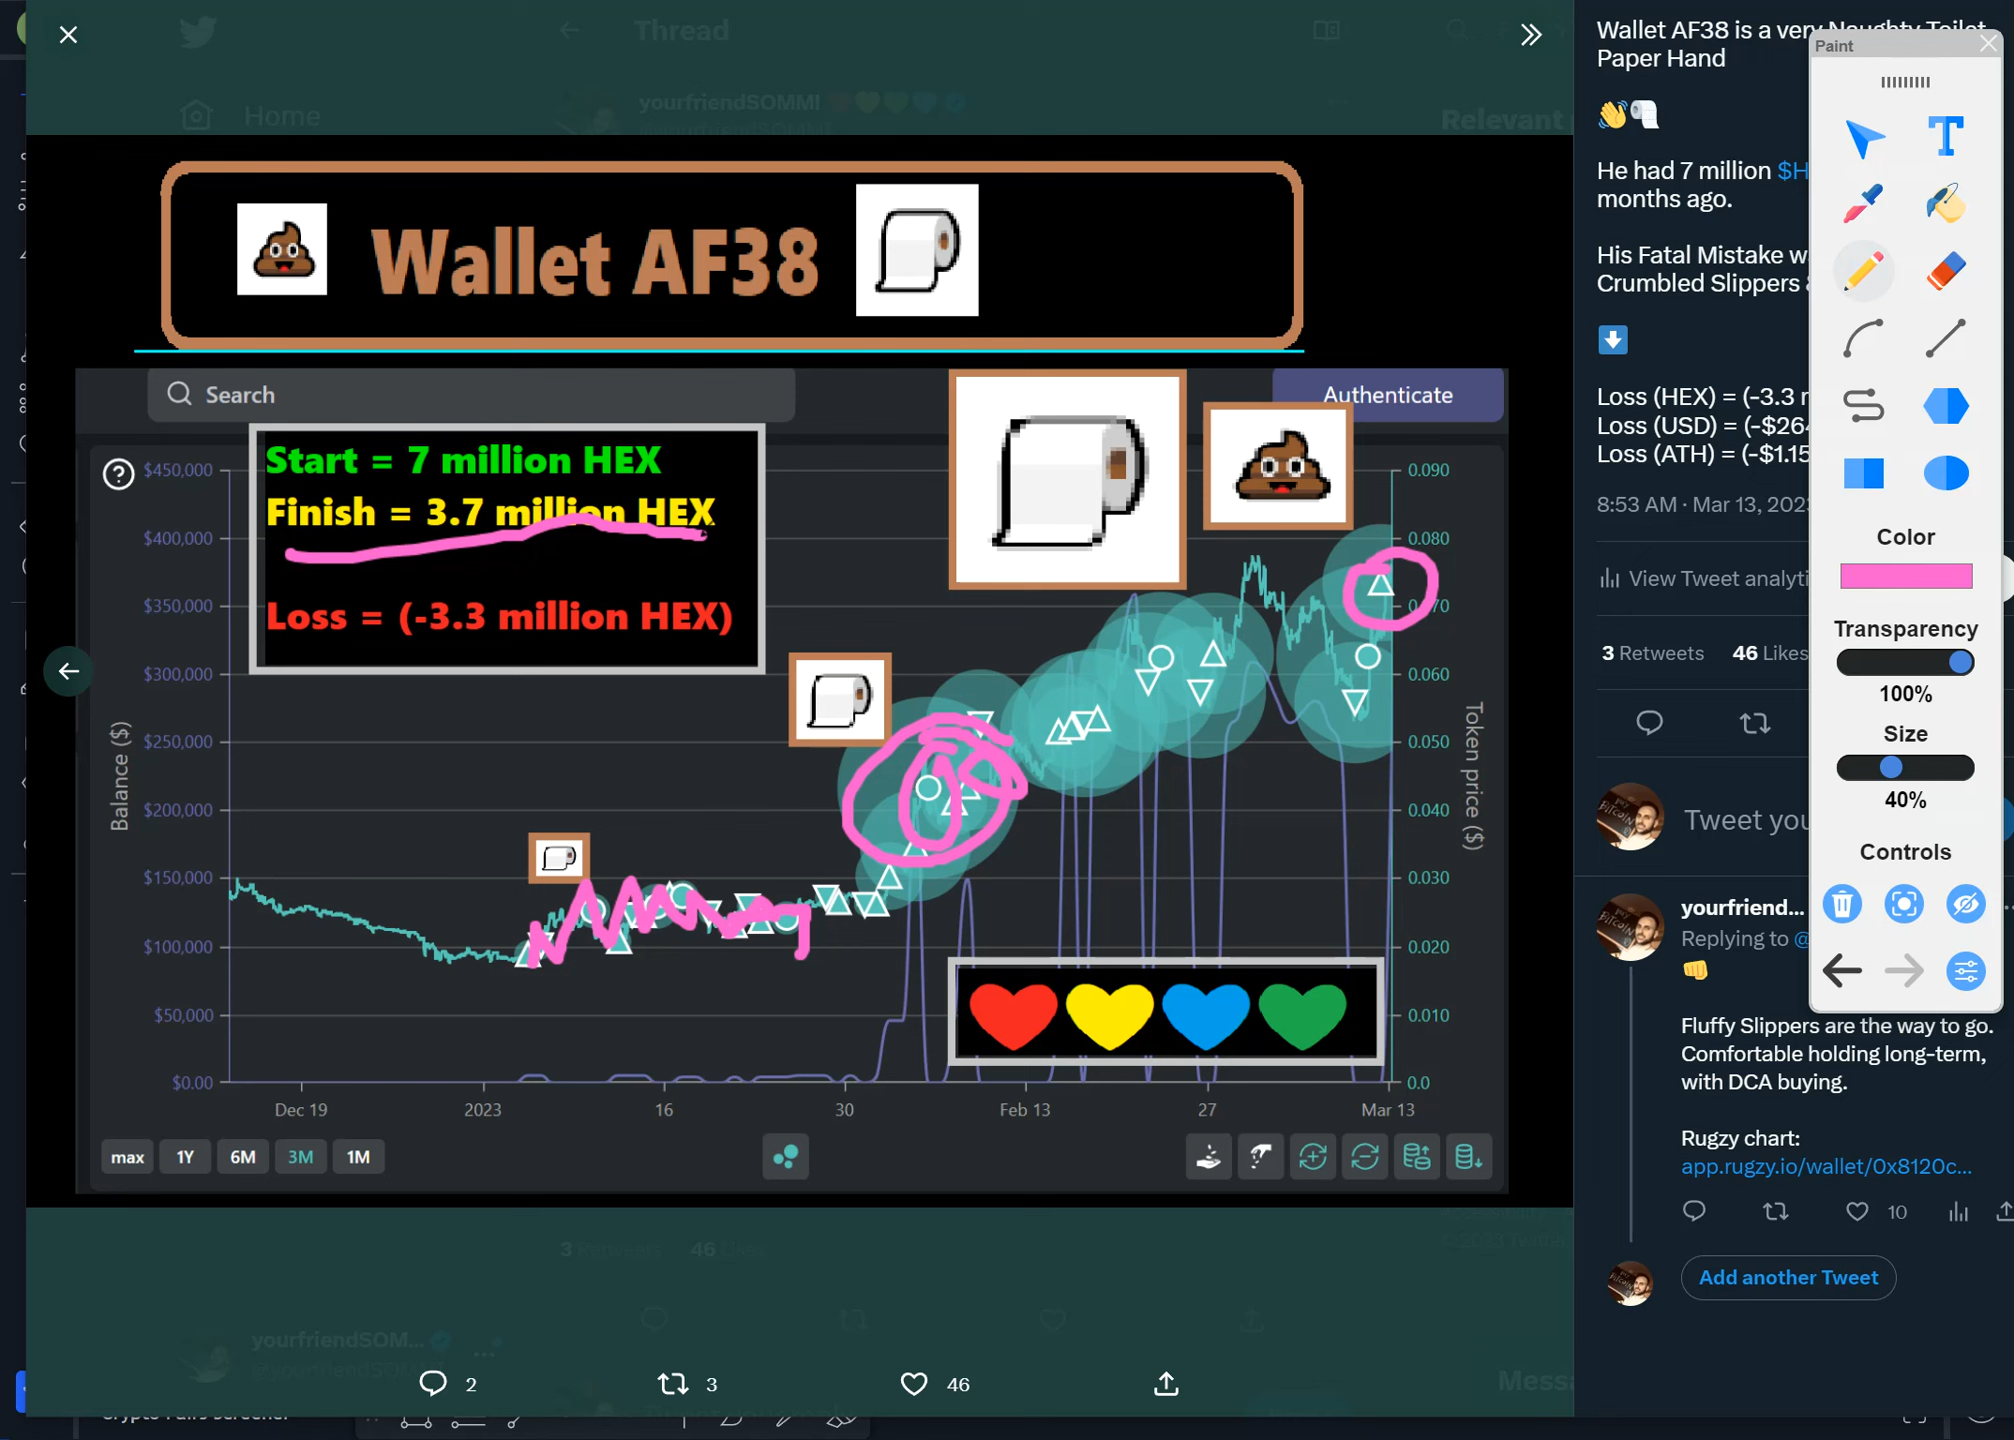 Thread
Home
yourfriendSOMMI
Relevant
Wallet AF38
Search
Authenticate
Start = 7 million HEX
Finish = 3.7 million HEX
Loss = (-3.3 million HEX)
$450,000
$400,000
$350,000
$300,000
$250,000
$200,000
$150,000
$100,000
$50,000
$0.00
Balance ($)
0.090
0.080
0.060
0.050
0.040
0.030
0.020
0.010
0.0
Token price ($)
Dec 19
2023
16
30
Feb 13
27
Mar 13
max
1Y
6M
3M
1M
3 Retweets
yourfriendSOM...
2
3
46
Wallet AF38 is a very Naughty Toilet
Paper Hand
He had 7 million $H
months ago.
His Fatal Mistake w
Crumbled Slippers
Loss (HEX) = (-3.3
Loss (USD) = (-$26
Loss (ATH) = (-$1.15
8:53 AM · Mar 13, 202
View Tweet analyti
3 Retweets 46 Likes
Tweet you
yourfriend...
Replying to @
Fluffy Slippers are the way to go.
Comfortable holding long-term,
with DCA buying.
Rugzy chart:
app.rugzy.io/wallet/0x8120c...
10
Add another Tweet
Paint
T
Color
Transparency
100%
Size
40%
Controls